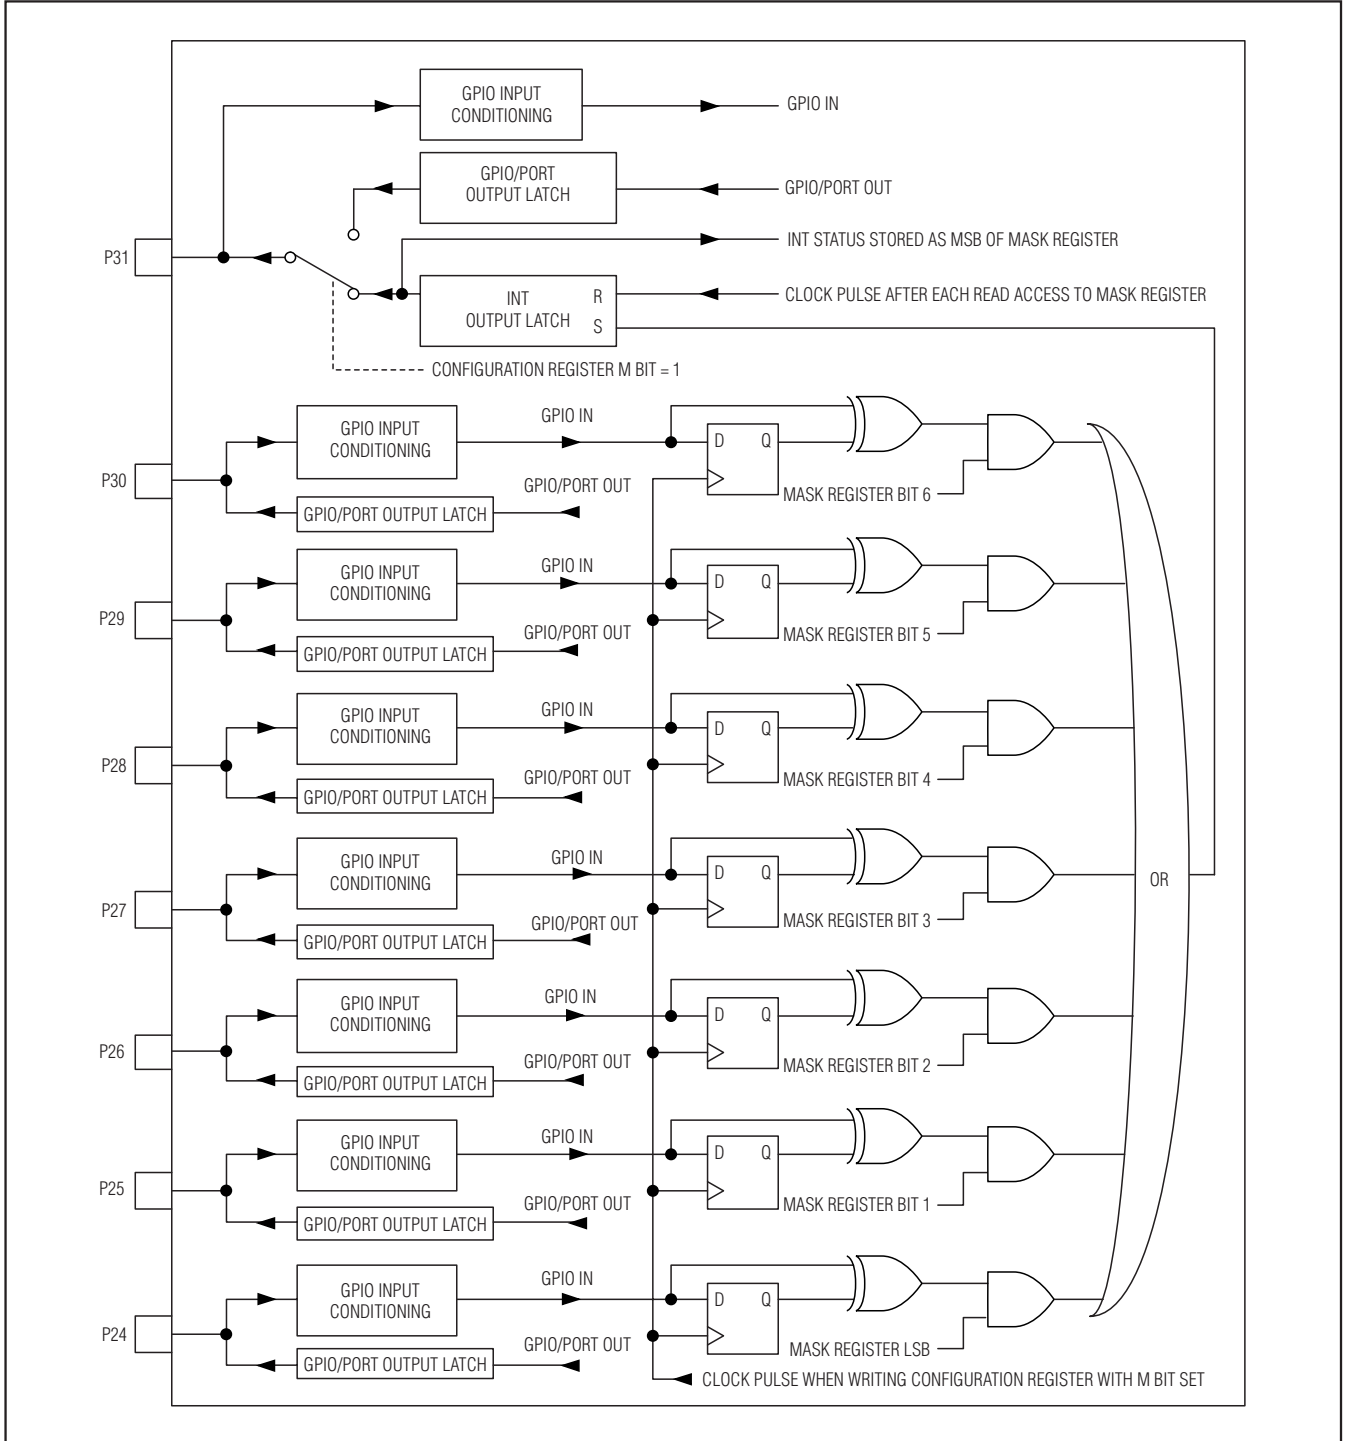 GPIO INPUT
CONDITIONING
GPIO IN
GPIO/PORT
OUTPUT LATCH
GPIO/PORT OUT
INT STATUS STORED AS MSB OF MASK REGISTER
P31
INT
OUTPUT LATCH
R
S
CLOCK PULSE AFTER EACH READ ACCESS TO MASK REGISTER
CONFIGURATION REGISTER M BIT = 1
GPIO INPUT
CONDITIONING
GPIO IN
D Q
P30
GPIO/PORT OUT
MASK REGISTER BIT 6
GPIO/PORT OUTPUT LATCH
GPIO INPUT
CONDITIONING
GPIO IN
D Q
P29
GPIO/PORT OUT
MASK REGISTER BIT 5
GPIO/PORT OUTPUT LATCH
GPIO INPUT
CONDITIONING
GPIO IN
D Q
P28
GPIO/PORT OUT
MASK REGISTER BIT 4
GPIO/PORT OUTPUT LATCH
GPIO INPUT
CONDITIONING
GPIO IN
D Q
OR
P27
GPIO/PORT OUT
MASK REGISTER BIT 3
GPIO/PORT OUTPUT LATCH
GPIO INPUT
CONDITIONING
GPIO IN
D Q
P26
GPIO/PORT OUT
MASK REGISTER BIT 2
GPIO/PORT OUTPUT LATCH
GPIO INPUT
CONDITIONING
GPIO IN
D Q
P25
GPIO/PORT OUT
MASK REGISTER BIT 1
GPIO/PORT OUTPUT LATCH
GPIO INPUT
CONDITIONING
GPIO IN
D Q
P24
GPIO/PORT OUT
MASK REGISTER LSB
GPIO/PORT OUTPUT LATCH
CLOCK PULSE WHEN WRITING CONFIGURATION REGISTER WITH M BIT SET